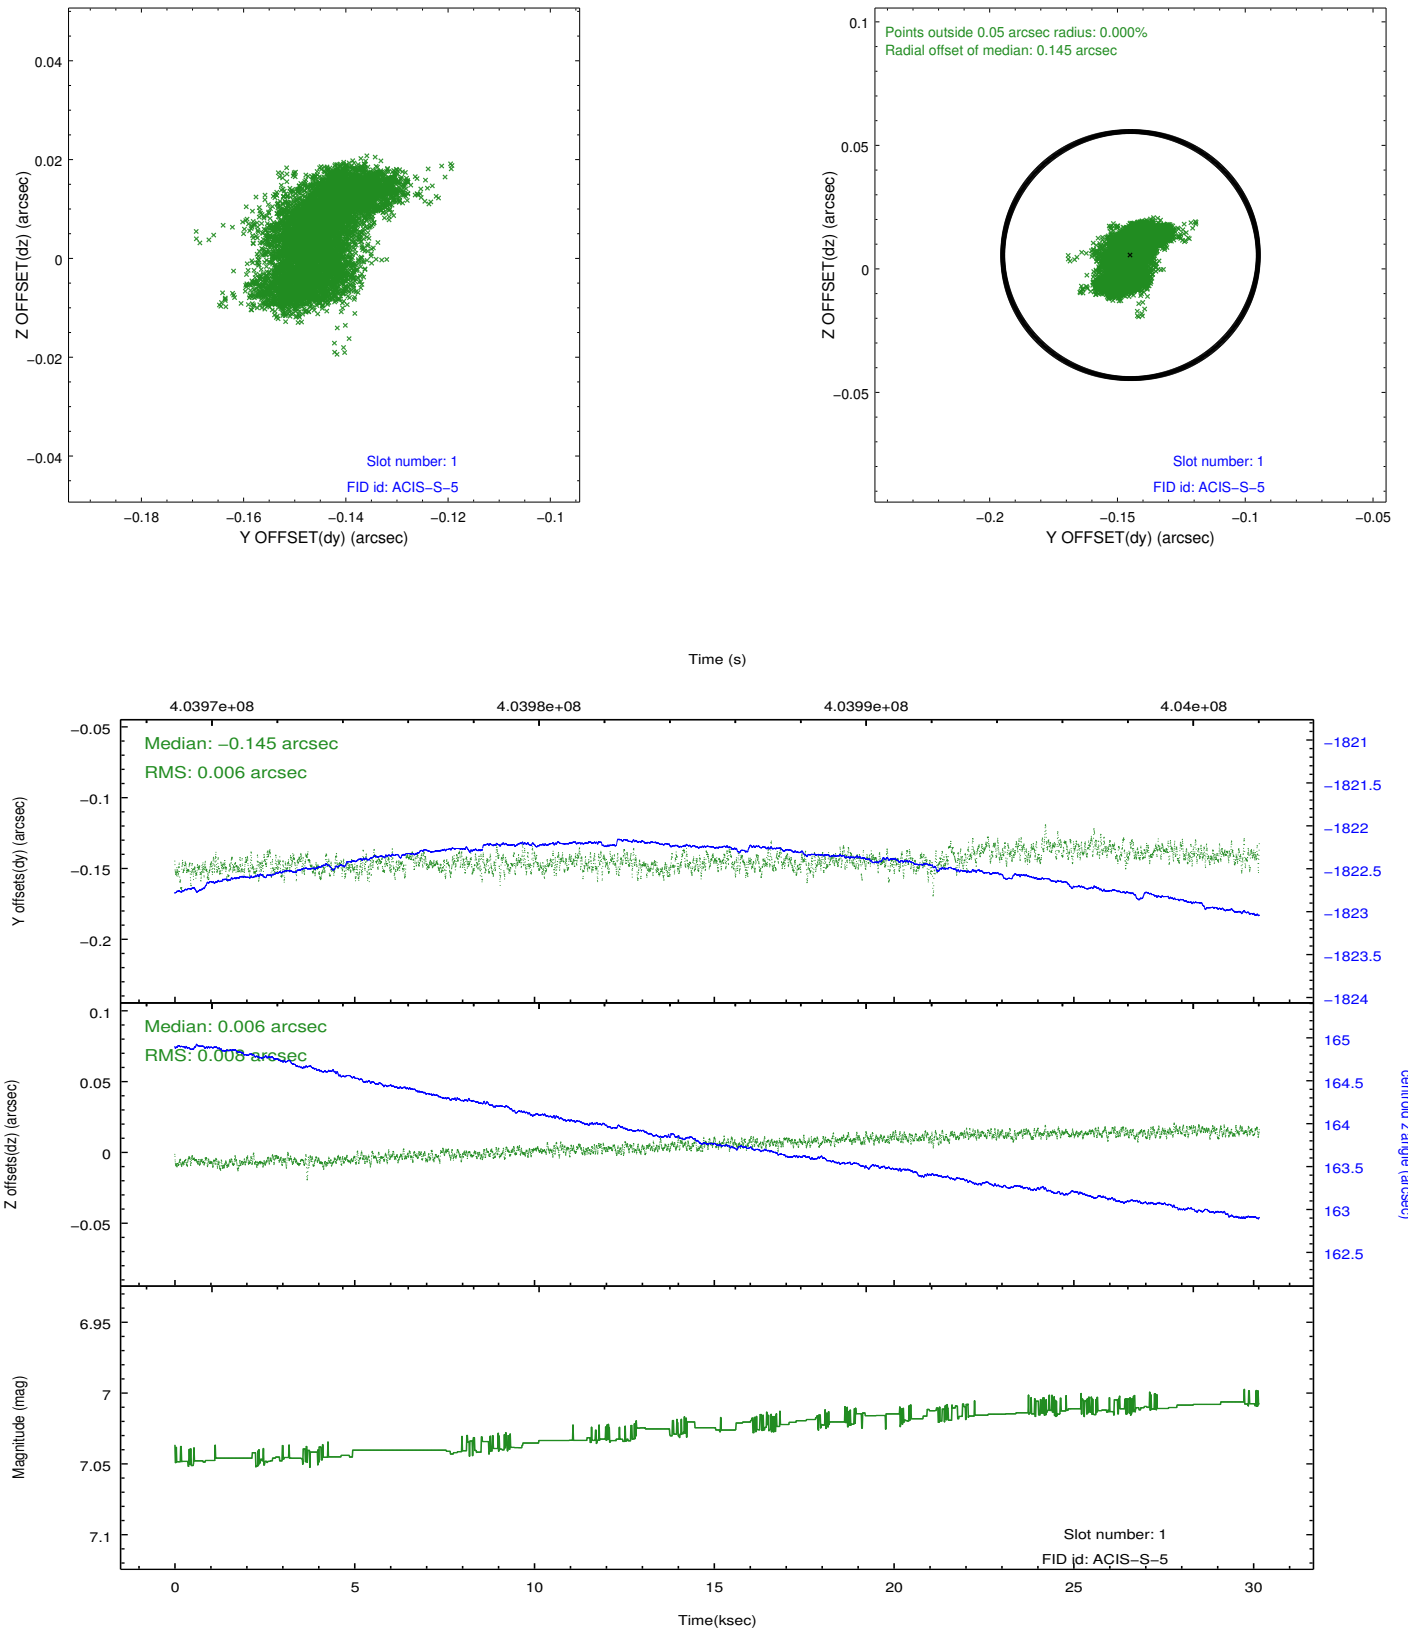 0.04
0.02
0
−0.02
−0.04
Z OFFSET(dz) (arcsec)
Slot number: 1
FID id: ACIS−S−5
−0.18
−0.16
−0.14
−0.12
−0.1
Y OFFSET(dy) (arcsec)
Points outside 0.05 arcsec radius: 0.000%
Radial offset of median: 0.145 arcsec
0.1
0.05
0
−0.05
Z OFFSET(dz) (arcsec)
Slot number: 1
FID id: ACIS−S−5
−0.2
−0.15
−0.1
−0.05
Y OFFSET(dy) (arcsec)
Time (s)
4.0397e+08
4.0398e+08
4.0399e+08
4.04e+08
Median: −0.145 arcsec
RMS: 0.006 arcsec
−0.05
−0.1
−0.15
−0.2
Y offsets(dy) (arcsec)
−1821
−1821.5
−1822
−1822.5
−1823
−1823.5
−1824
Median: 0.006 arcsec
RMS: 0.008 arcsec
0.1
0.05
0
−0.05
Z offsets(dz) (arcsec)
165
164.5
164
163.5
163
162.5
centroid z angle (arcsec)
6.95
7
7.05
7.1
Magnitude (mag)
Slot number: 1
FID id: ACIS−S−5
0
5
10
15
20
25
30
Time(ksec)